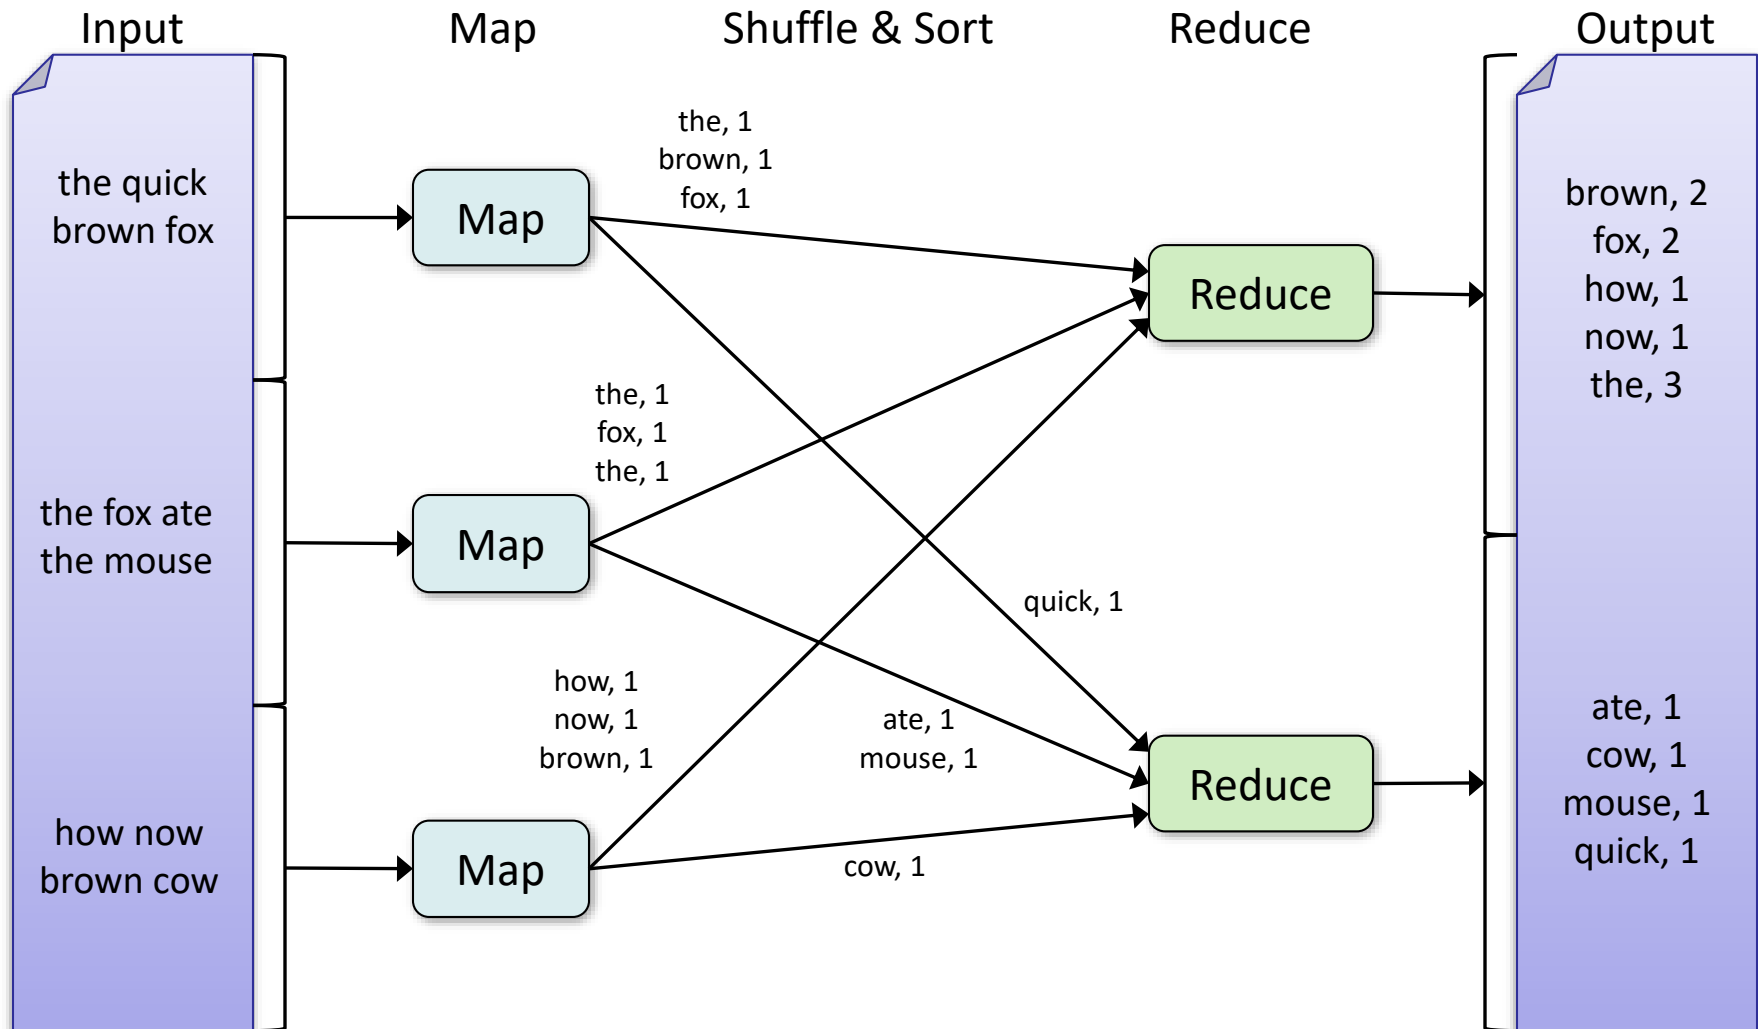 Input
Map
Shuffle & Sort
Reduce
Output
the quick
brown fox
Map
the, 1
brown, 1
fox, 1
the fox ate
the mouse
Map
the, 1
fox, 1
the, 1
how now
brown cow
Map
how, 1
now, 1
brown, 1
quick, 1
ate, 1
mouse, 1
cow, 1
Reduce
Reduce
brown, 2
fox, 2
how, 1
now, 1
the, 3
ate, 1
cow, 1
mouse, 1
quick, 1